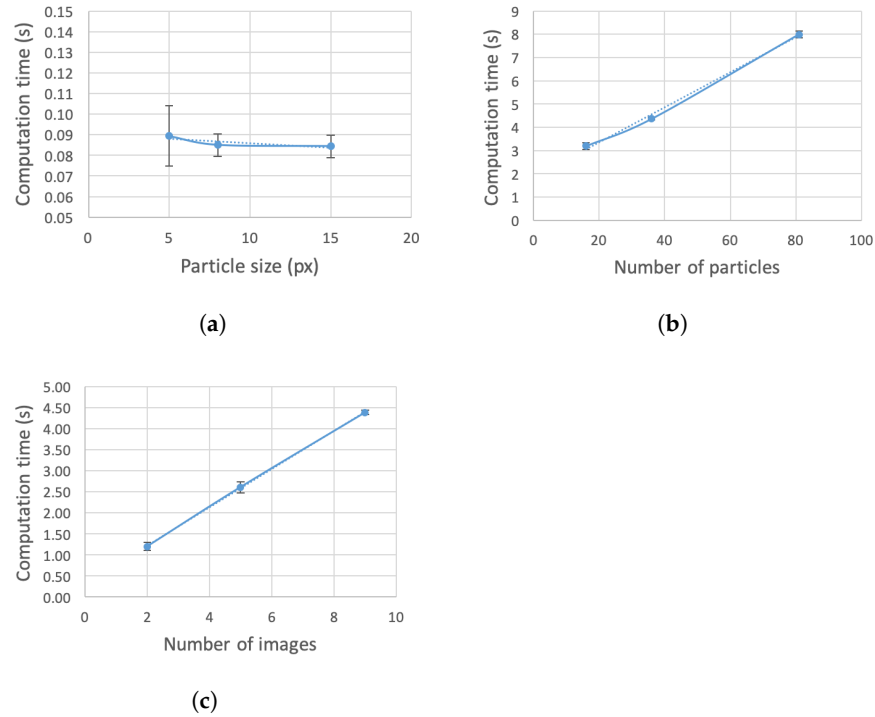 0.15
0.14
0.13
0.12
0.11
0.10
0.09
0.08
0.07
0.06
0.05
Computation time (s)
0 5 10 15 20
Particle size (px)
(a)
9
8
7
6
5
4
3
2
1
0
Computation time (s)
0 20 40 60 80 100
Number of particles
(b)
5.00
4.50
4.00
3.50
3.00
2.50
2.00
1.50
1.00
0.50
0.00
Computation time (s)
0 2 4 6 8 10
Number of images
(c)